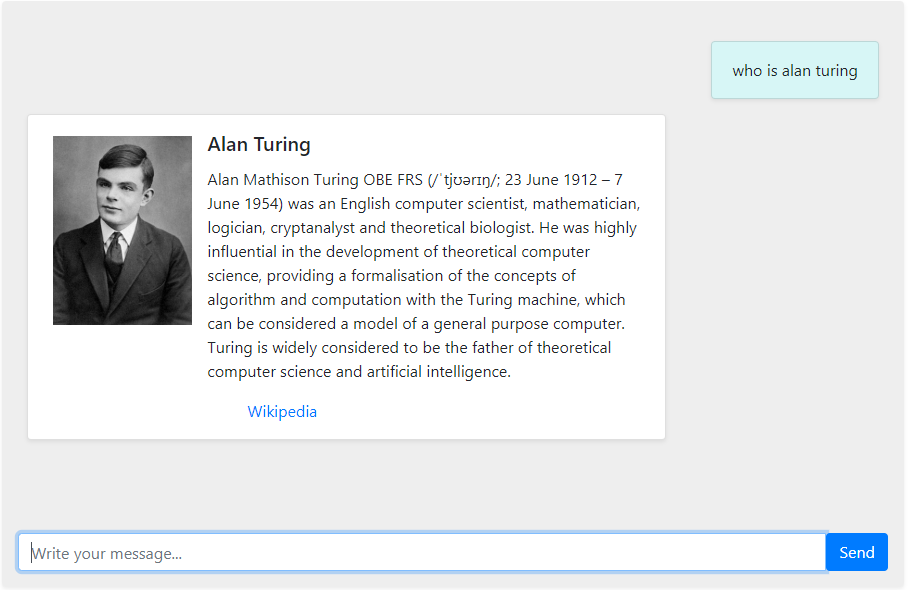 who is alan turing
Alan Turing
Alan Mathison Turing OBE FRS (/ˈtjʊərɪŋ/; 23 June 1912 – 7
June 1954) was an English computer scientist, mathematician,
logician, cryptanalyst and theoretical biologist. He was highly
influential in the development of theoretical computer
science, providing a formalisation of the concepts of
algorithm and computation with the Turing machine, which
can be considered a model of a general purpose computer.
Turing is widely considered to be the father of theoretical
computer science and artificial intelligence.
Wikipedia
Write your message...
Send